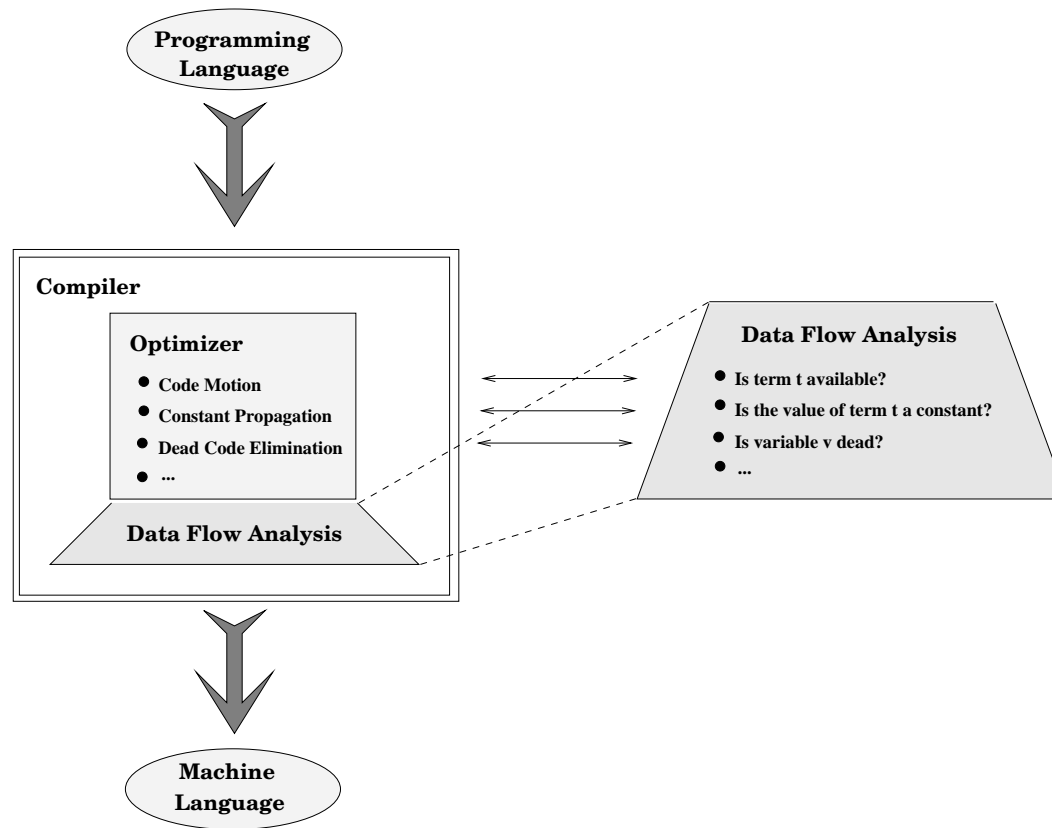 Programming
Language
Compiler
Optimizer
● Code Motion
● Constant Propagation
● Dead Code Elimination
● ...
Data Flow Analysis
Data Flow Analysis
● Is term t available?
● Is the value of term t a constant?
● Is variable v dead?
● ...
Machine
Language